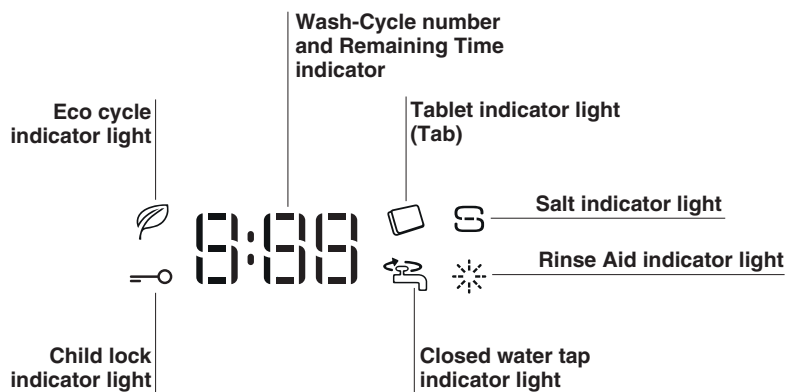 Wash-Cycle number
and Remaining Time
indicator
Eco cycle
indicator light
Tablet indicator light
(Tab)
Salt indicator light
Rinse Aid indicator light
Child lock
indicator light
Closed water tap
indicator light